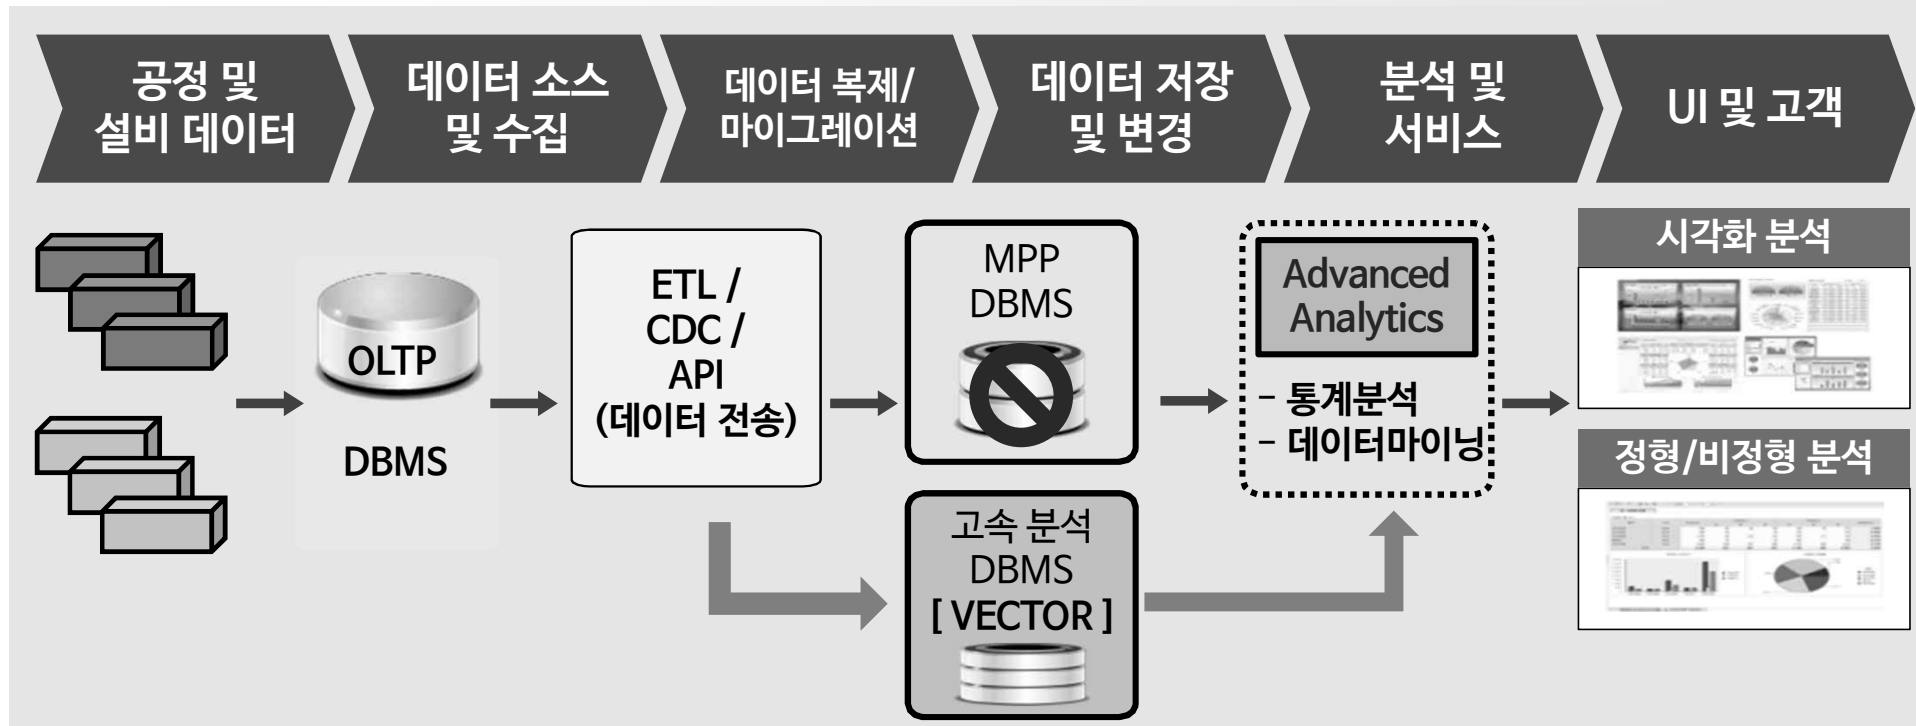 공정 및
설비 데이터
데이터 소스
및 수집
데이터 복제/
마이그레이션
데이터 저장
및 변경
분석 및
서비스
UI 및 고객
OLTP
DBMS
ETL /
CDC /
API
(데이터 전송)
MPP
DBMS
고속 분석
DBMS
[ VECTOR ]
Advanced
Analytics
- 통계분석
- 데이터마이닝
시각화 분석
정형/비정형 분석